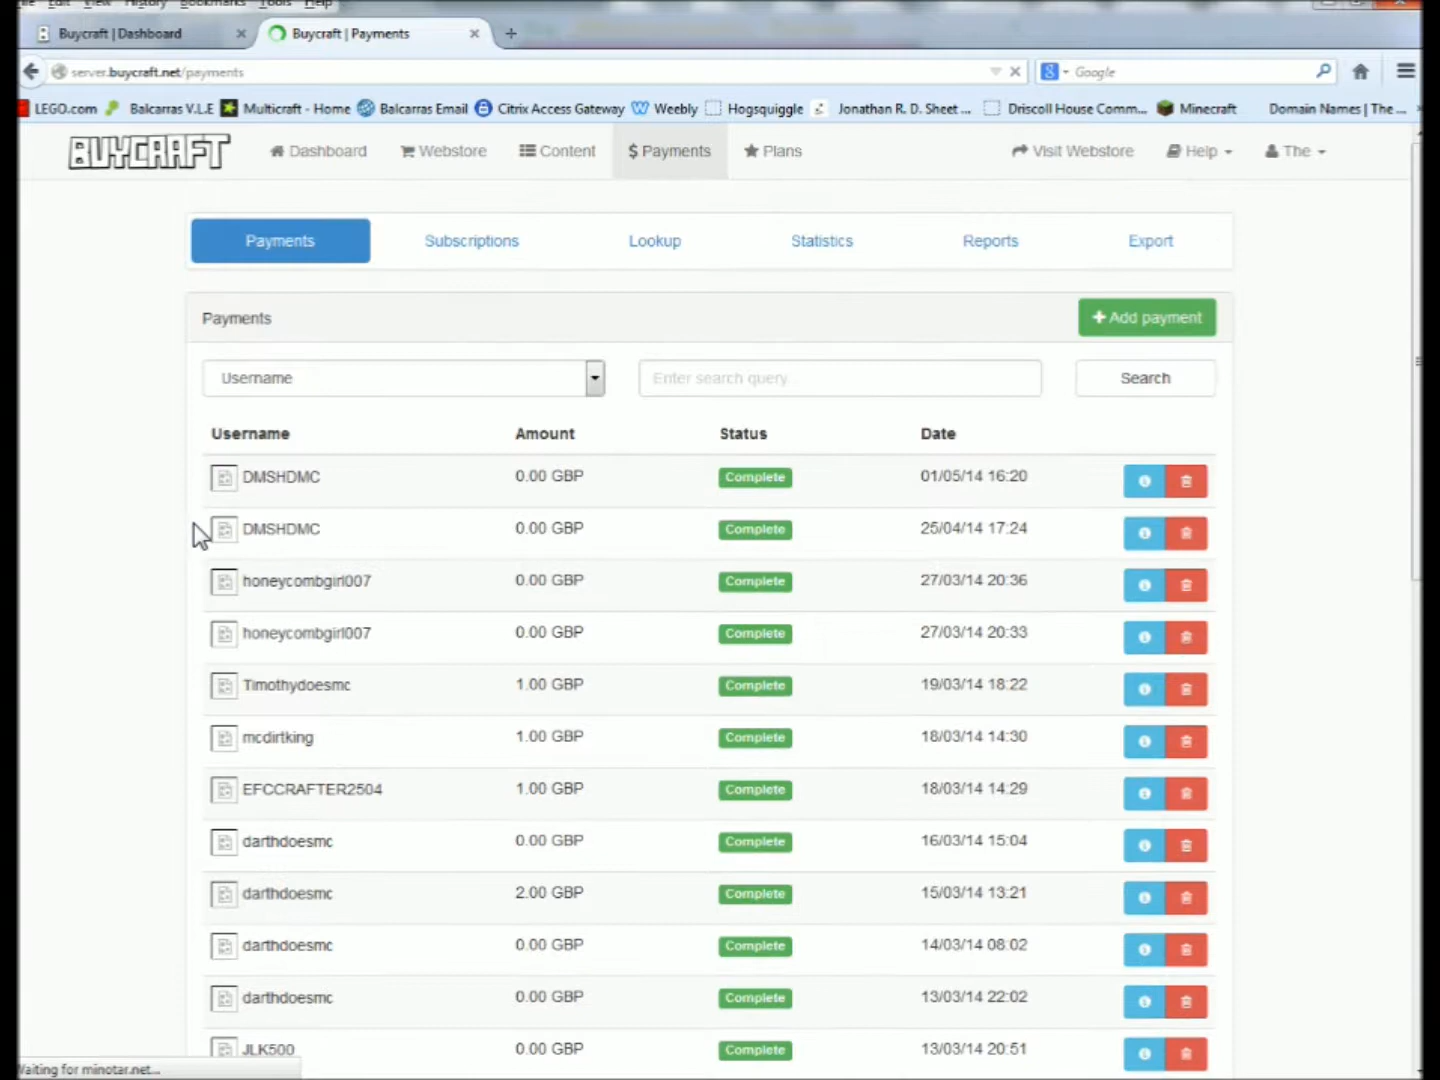 File Edit View History Bookmarks Tools Help
Buycraft | Dashboard Buycraft | Payments
server.buycraft.net/payments Google
LEGO.com Balcarras V.L.E Multicraft - Home Balcarras Email Citrix Access Gateway Weebly Hogsquiggle Jonathan R. D. Sheet ... Driscoll House Comm... Minecraft Domain Names | The ...
BUYCRAFT Dashboard Webstore Content $ Payments Plans Visit Webstore Help The
Payments Subscriptions Lookup Statistics Reports Export
Payments + Add payment
Username Enter search query... Search
Username Amount Status Date
DMSHDMC 0.00 GBP Complete 01/05/14 16:20
DMSHDMC 0.00 GBP Complete 25/04/14 17:24
honeycombgirl007 0.00 GBP Complete 27/03/14 20:36
honeycombgirl007 0.00 GBP Complete 27/03/14 20:33
Timothydoesmc 1.00 GBP Complete 19/03/14 18:22
mcdirtking 1.00 GBP Complete 18/03/14 14:30
EFCCRAFTER2504 1.00 GBP Complete 18/03/14 14:29
darthdoesmc 0.00 GBP Complete 16/03/14 15:04
darthdoesmc 2.00 GBP Complete 15/03/14 13:21
darthdoesmc 0.00 GBP Complete 14/03/14 08:02
darthdoesmc 0.00 GBP Complete 13/03/14 22:02
JLK500 0.00 GBP Complete 13/03/14 20:51
Waiting for minotar.net...